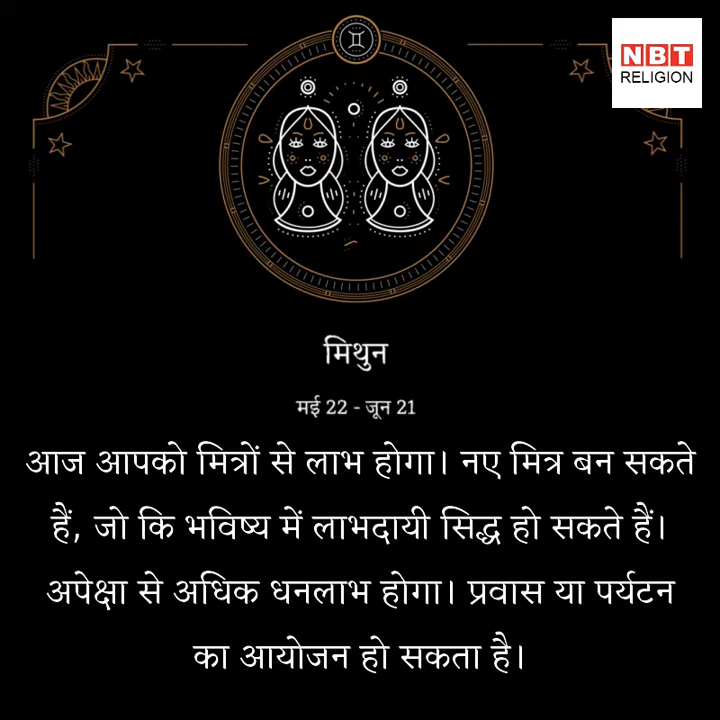 NBT
RELIGION
मिथुन
मई 22 - जून 21
आज आपको मित्रों से लाभ होगा। नए मित्र बन सकते
हैं, जो कि भविष्य में लाभदायी सिद्ध हो सकते हैं।
अपेक्षा से अधिक धनलाभ होगा। प्रवास या पर्यटन
का आयोजन हो सकता है।